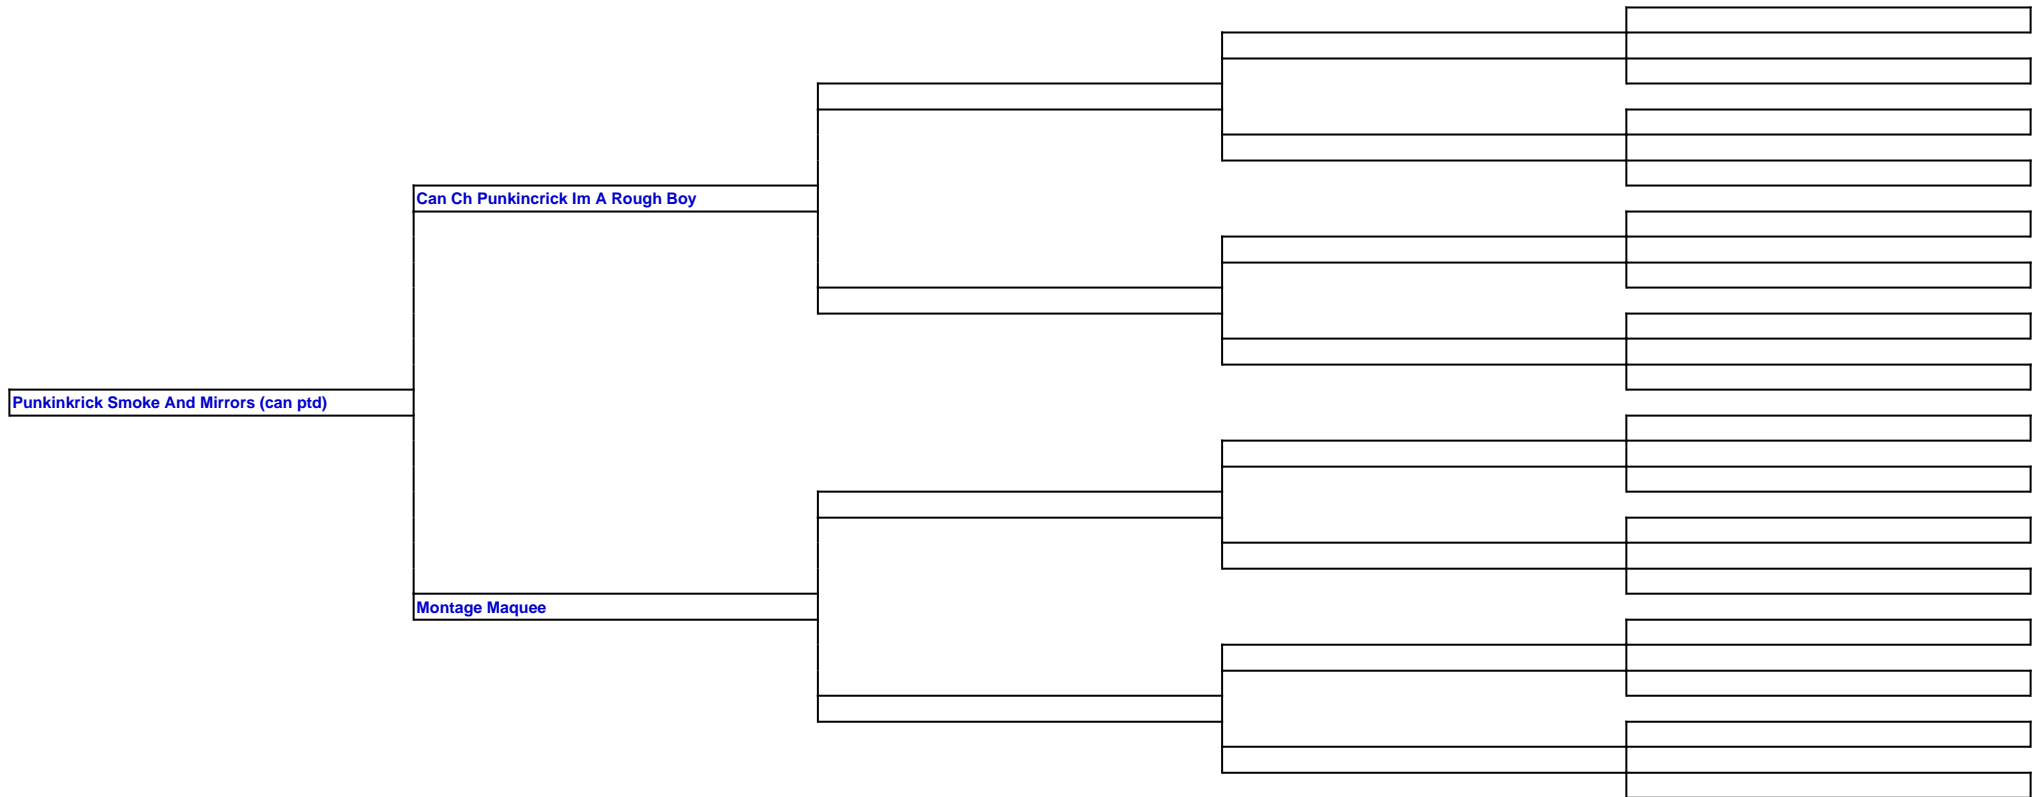 Can Ch Punkincrick Im A Rough Boy
Punkinkrick Smoke And Mirrors (can ptd)
Montage Maquee